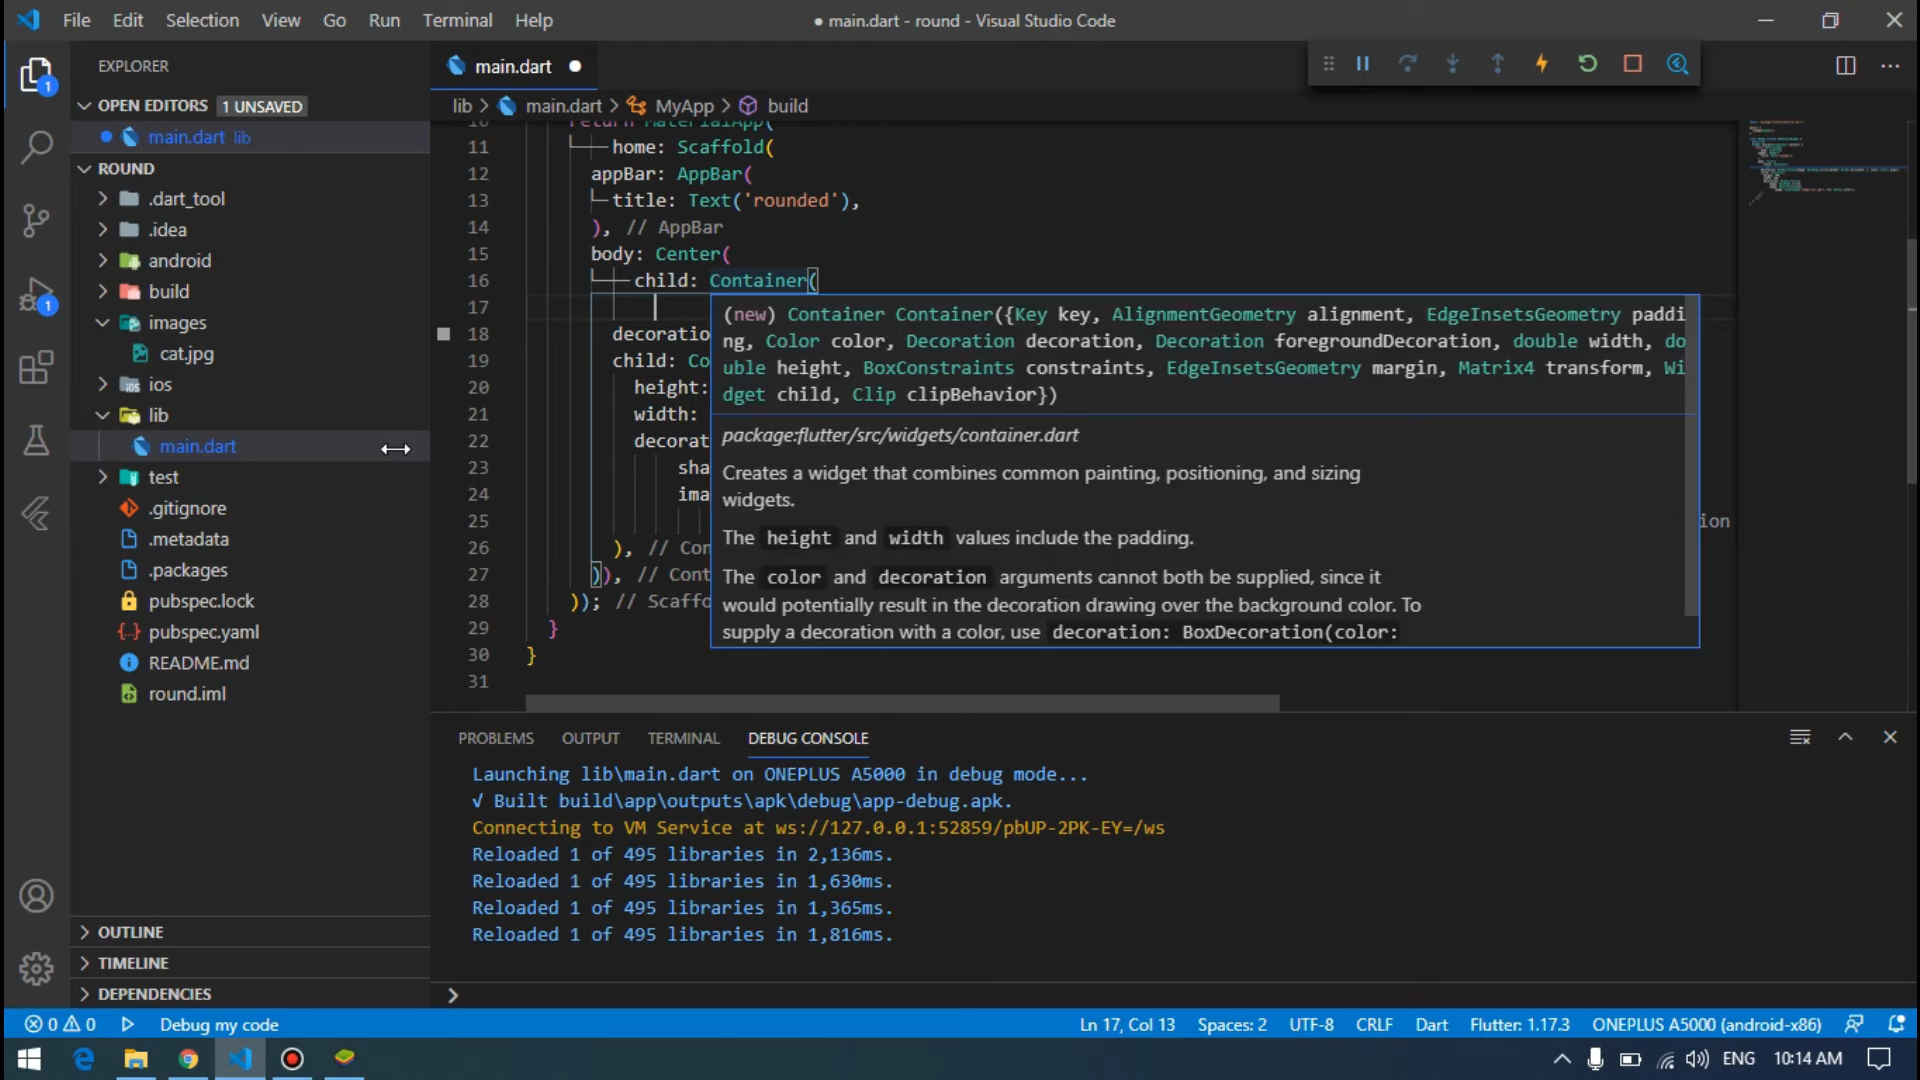 File Edit Selection View Go Run Terminal Help
● main.dart - round - Visual Studio Code
EXPLORER
OPEN EDITORS 1 UNSAVED
main.dart lib
ROUND
.dart_tool
.idea
android
build
images
cat.jpg
ios
lib
main.dart
test
.gitignore
.metadata
.packages
pubspec.lock
pubspec.yaml
README.md
round.iml
OUTLINE
TIMELINE
DEPENDENCIES
1
1
main.dart ●
lib > main.dart > MyApp > build
10 return MaterialApp(
11 home: Scaffold(
12 appBar: AppBar(
13 title: Text('rounded'),
14 ), // AppBar
15 body: Center(
16 child: Container(
17
18 decoratio
19 child: Co
20 height:
21 width:
22 decorat
23 sha
24 ima
25 ion
26 ), // Con
27 )), // Cont
28 )); // Scaffo
29 }
30 }
31
(new) Container Container({Key key, AlignmentGeometry alignment, EdgeInsetsGeometry paddi
ng, Color color, Decoration decoration, Decoration foregroundDecoration, double width, do
uble height, BoxConstraints constraints, EdgeInsetsGeometry margin, Matrix4 transform, Wi
dget child, Clip clipBehavior})
package:flutter/src/widgets/container.dart
Creates a widget that combines common painting, positioning, and sizing
widgets.
The height and width values include the padding.
The color and decoration arguments cannot both be supplied, since it
would potentially result in the decoration drawing over the background color. To
supply a decoration with a color, use decoration: BoxDecoration(color:
PROBLEMS OUTPUT TERMINAL DEBUG CONSOLE
Launching lib\main.dart on ONEPLUS A5000 in debug mode...
√ Built build\app\outputs\apk\debug\app-debug.apk.
Connecting to VM Service at ws://127.0.0.1:52859/pbUP-2PK-EY=/ws
Reloaded 1 of 495 libraries in 2,136ms.
Reloaded 1 of 495 libraries in 1,630ms.
Reloaded 1 of 495 libraries in 1,365ms.
Reloaded 1 of 495 libraries in 1,816ms.
0 0 Debug my code
Ln 17, Col 13 Spaces: 2 UTF-8 CRLF Dart Flutter: 1.17.3 ONEPLUS A5000 (android-x86)
ENG 10:14 AM